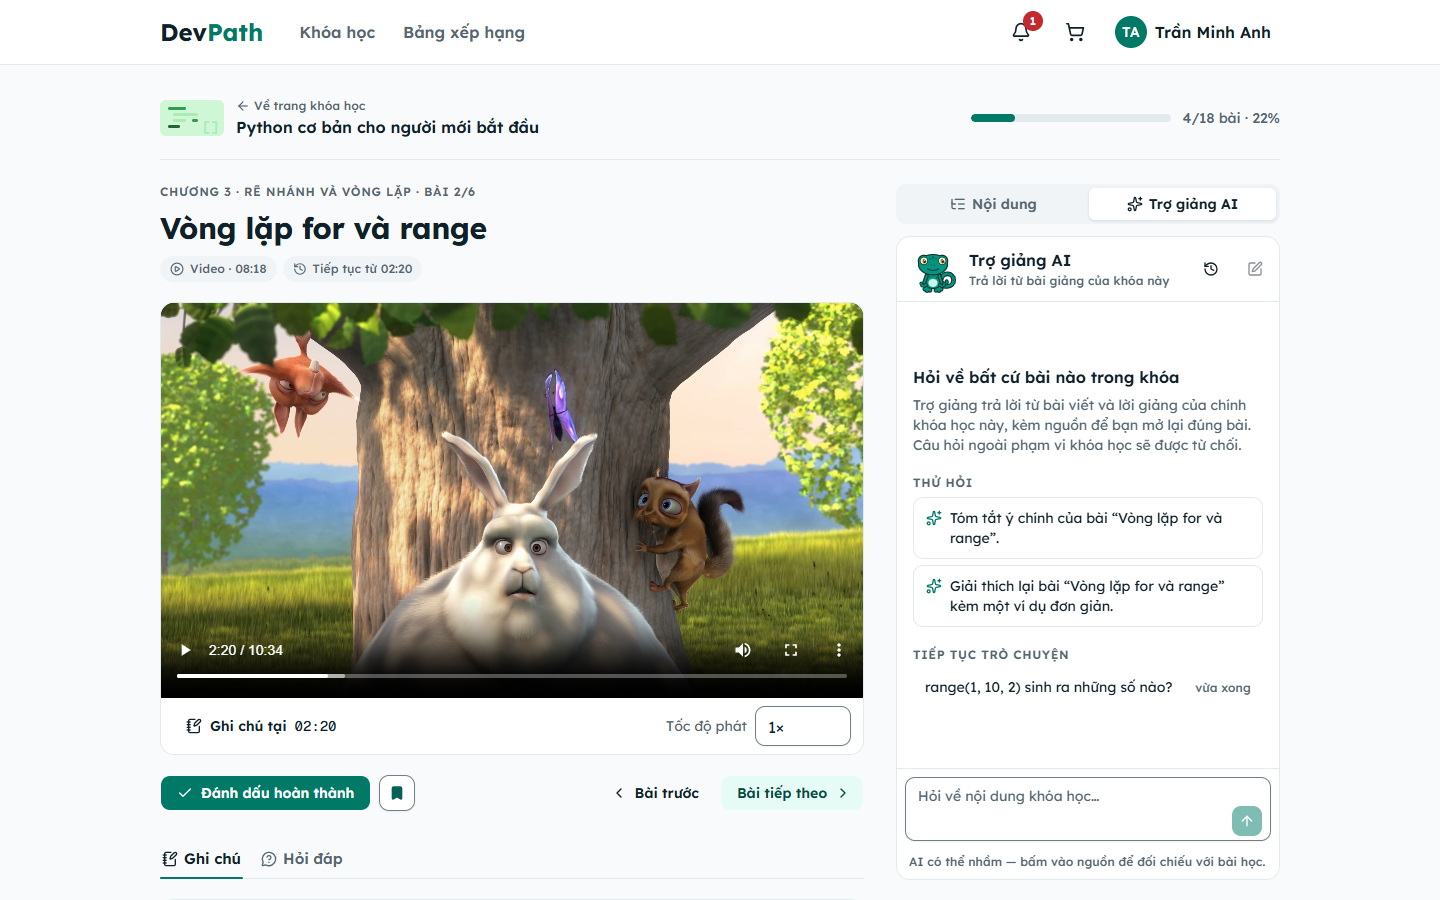 DevPath
Khóa học
Bảng xếp hạng
1
TA
Trần Minh Anh
Về trang khóa học
Python cơ bản cho người mới bắt đầu
4/18 bài · 22%
CHƯƠNG 3 · RẼ NHÁNH VÀ VÒNG LẶP · BÀI 2/6
Vòng lặp for và range
Video · 08:18
Tiếp tục từ 02:20
2:20 / 10:34
Ghi chú tại 02:20
Tốc độ phát
1×
Đánh dấu hoàn thành
Bài trước
Bài tiếp theo
Ghi chú
Hỏi đáp
Nội dung
Trợ giảng AI
Trợ giảng AI
Trả lời từ bài giảng của khóa này
Hỏi về bất cứ bài nào trong khóa
Trợ giảng trả lời từ bài viết và lời giảng của chính
khóa học này, kèm nguồn để bạn mở lại đúng bài.
Câu hỏi ngoài phạm vi khóa học sẽ được từ chối.
THỬ HỎI
Tóm tắt ý chính của bài “Vòng lặp for và
range”.
Giải thích lại bài “Vòng lặp for và range”
kèm một ví dụ đơn giản.
TIẾP TỤC TRÒ CHUYỆN
range(1, 10, 2) sinh ra những số nào?
vừa xong
Hỏi về nội dung khóa học…
AI có thể nhầm — bấm vào nguồn để đối chiếu với bài học.